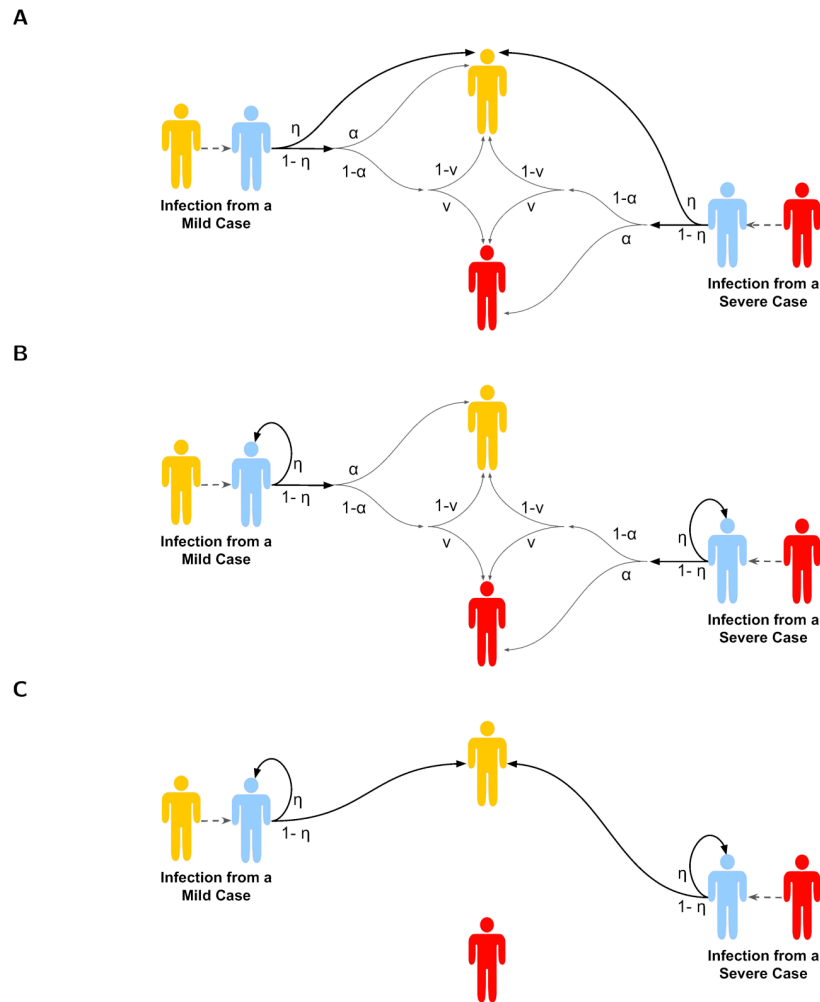 A
η
α
1- η
1-α
1-ν
1-ν
ν
ν
1-α
α
η
1- η
Infection from a
Mild Case
Infection from a
Severe Case
B
η
α
1- η
1-α
1-ν
1-ν
ν
ν
1-α
α
η
1- η
Infection from a
Mild Case
Infection from a
Severe Case
C
η
1- η
Infection from a
Mild Case
η
1- η
Infection from a
Severe Case